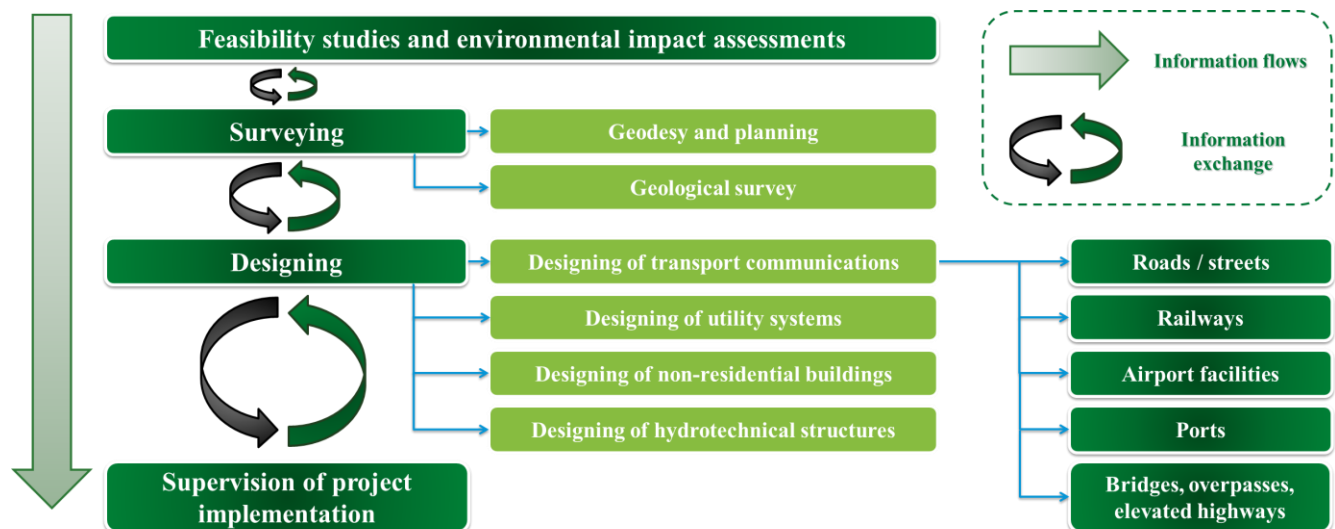 Feasibility studies and environmental impact assessments
Information flows
Surveying
Geodesy and planning
Information
exchange
Geological survey
Designing
Designing of transport communications
Roads / streets
Designing of utility systems
Railways
Designing of non-residential buildings
Airport facilities
Designing of hydrotechnical structures
Ports
Supervision of project
implementation
Bridges, overpasses,
elevated highways